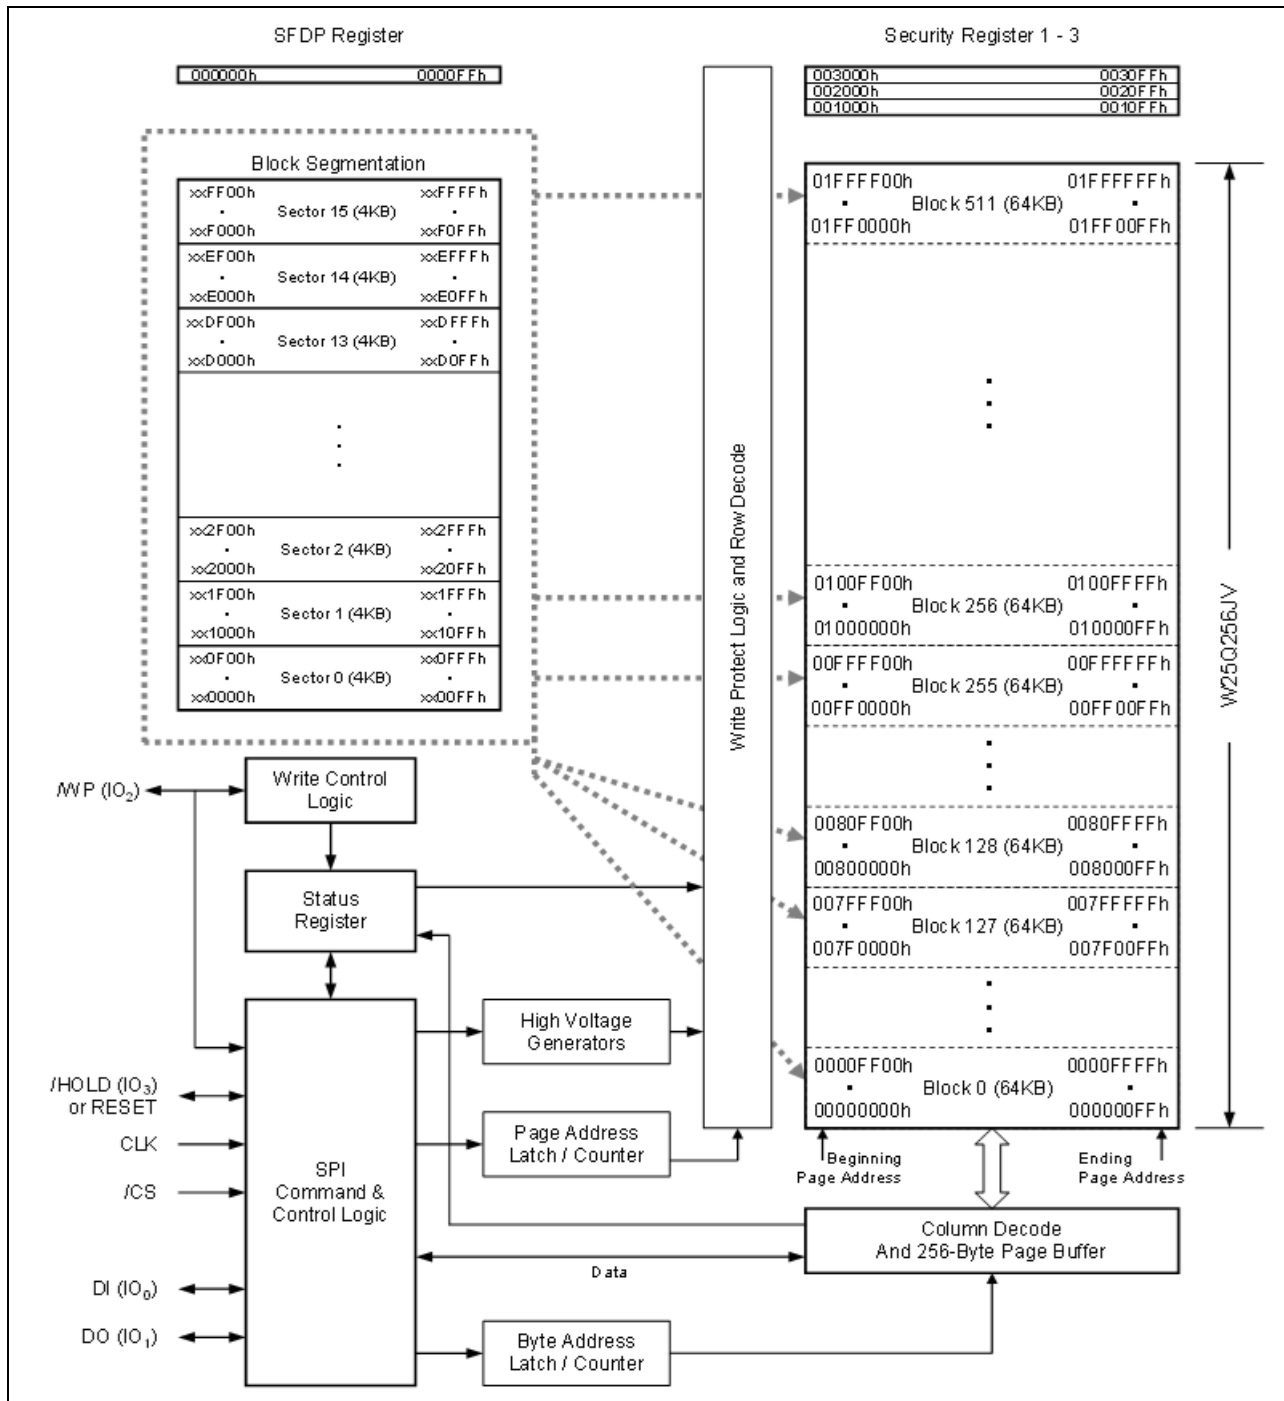 SFDP Register
000000h 0000FFh
Security Register 1 - 3
003000h 0030FFh
002000h 0020FFh
001000h 0010FFh
Block Segmentation
xxFF00h xxFFFFh
Sector 15 (4KB)
xxF000h xxF0FFh
xxEF00h xxEFFFh
Sector 14 (4KB)
xxE000h xxE0FFh
xxDF00h xxDFFFh
Sector 13 (4KB)
xxD000h xxD0FFh
xx2F00h xx2FFFh
Sector 2 (4KB)
xx2000h xx20FFh
xx1F00h xx1FFFh
Sector 1 (4KB)
xx1000h xx10FFh
xx0F00h xx0FFFh
Sector 0 (4KB)
xx0000h xx00FFh
Write Protect Logic and Row Decode
01FFFF00h 01FFFFFFh
Block 511 (64KB)
01FF0000h 01FF00FFh
0100FF00h 0100FFFFh
Block 256 (64KB)
01000000h 010000FFh
00FFFF00h 00FFFFFFh
Block 255 (64KB)
00FF0000h 00FF00FFh
0080FF00h 0080FFFFh
Block 128 (64KB)
00800000h 008000FFh
007FFF00h 007FFFFFh
Block 127 (64KB)
007F0000h 007F00FFh
0000FF00h 0000FFFFh
Block 0 (64KB)
00000000h 000000FFh
W25Q256JV
/WP (IO2)
Write Control
Logic
Status
Register
High Voltage
Generators
/HOLD (IO3)
or RESET
CLK
/CS
DI (IO0)
DO (IO1)
SPI
Command &
Control Logic
Page Address
Latch / Counter
Beginning
Page Address
Ending
Page Address
Column Decode
And 256-Byte Page Buffer
Data
Byte Address
Latch / Counter